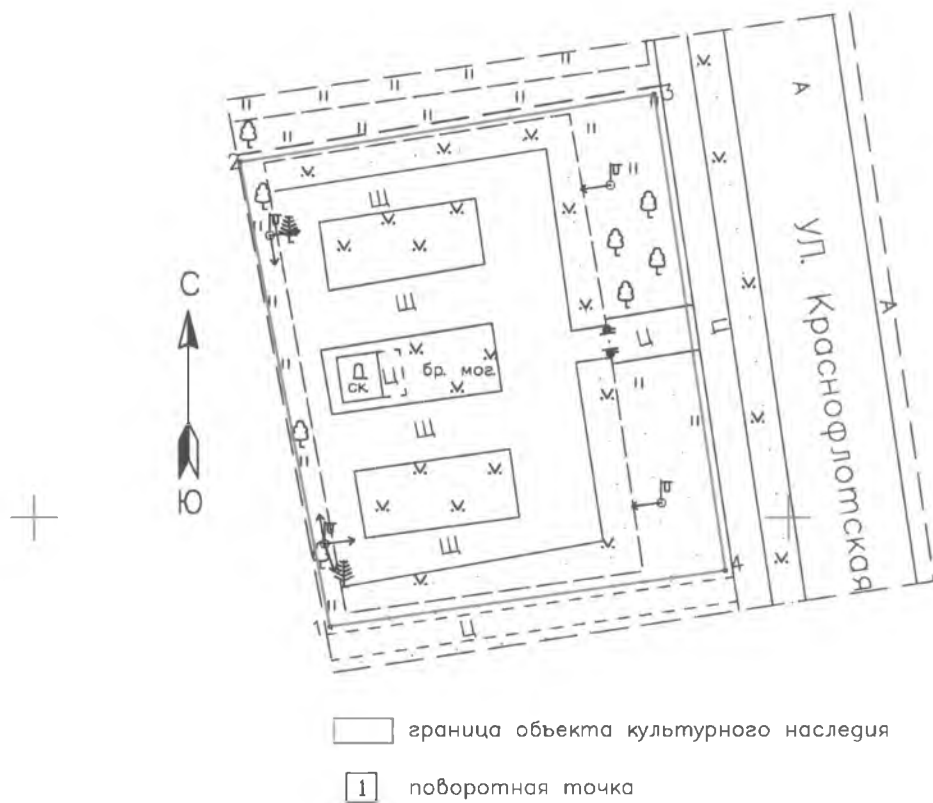 3
А
2
Щ
С
ул. Краснофлотская
А
Щ
Ц
Ц
Д
ск.
Ц
бр. мог.
Щ
Ю
Щ
4
1
Ц
граница объекта культурного наследия
1 поворотная точка